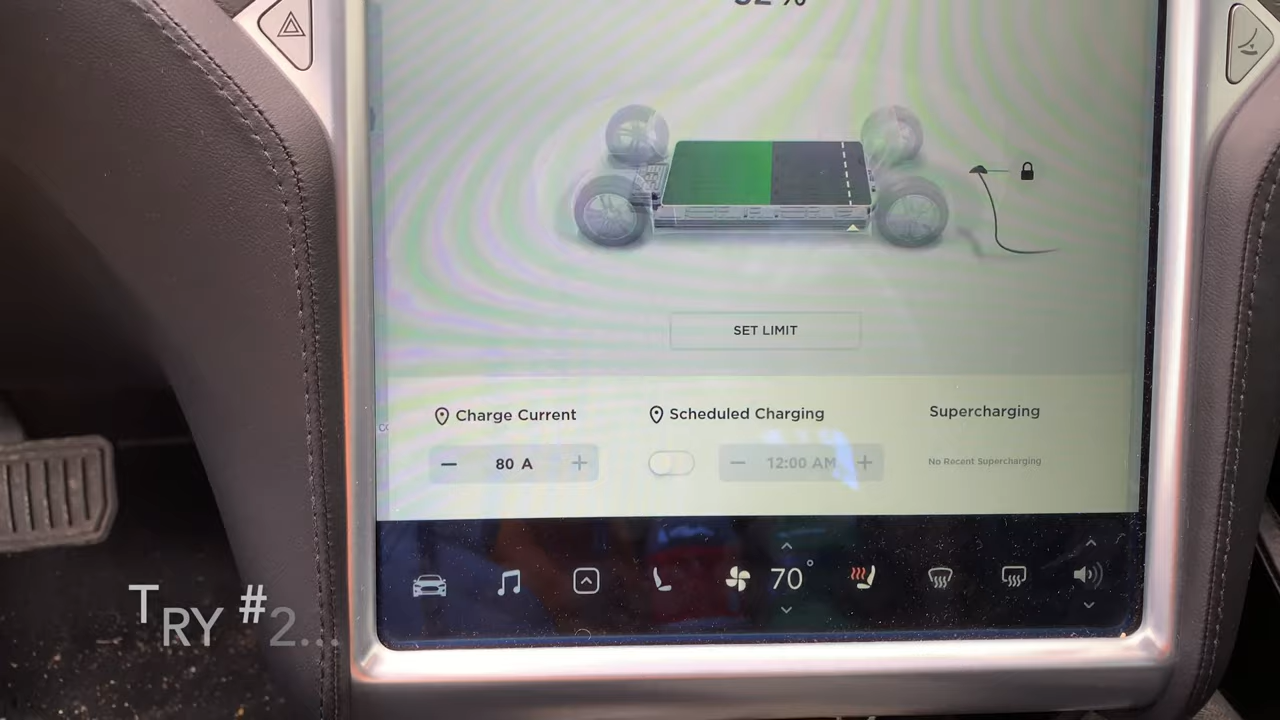 SET LIMIT
Charge Current
Scheduled Charging
Supercharging
80 A
12:00 AM
No Recent Supercharging
70°
TRY #2...